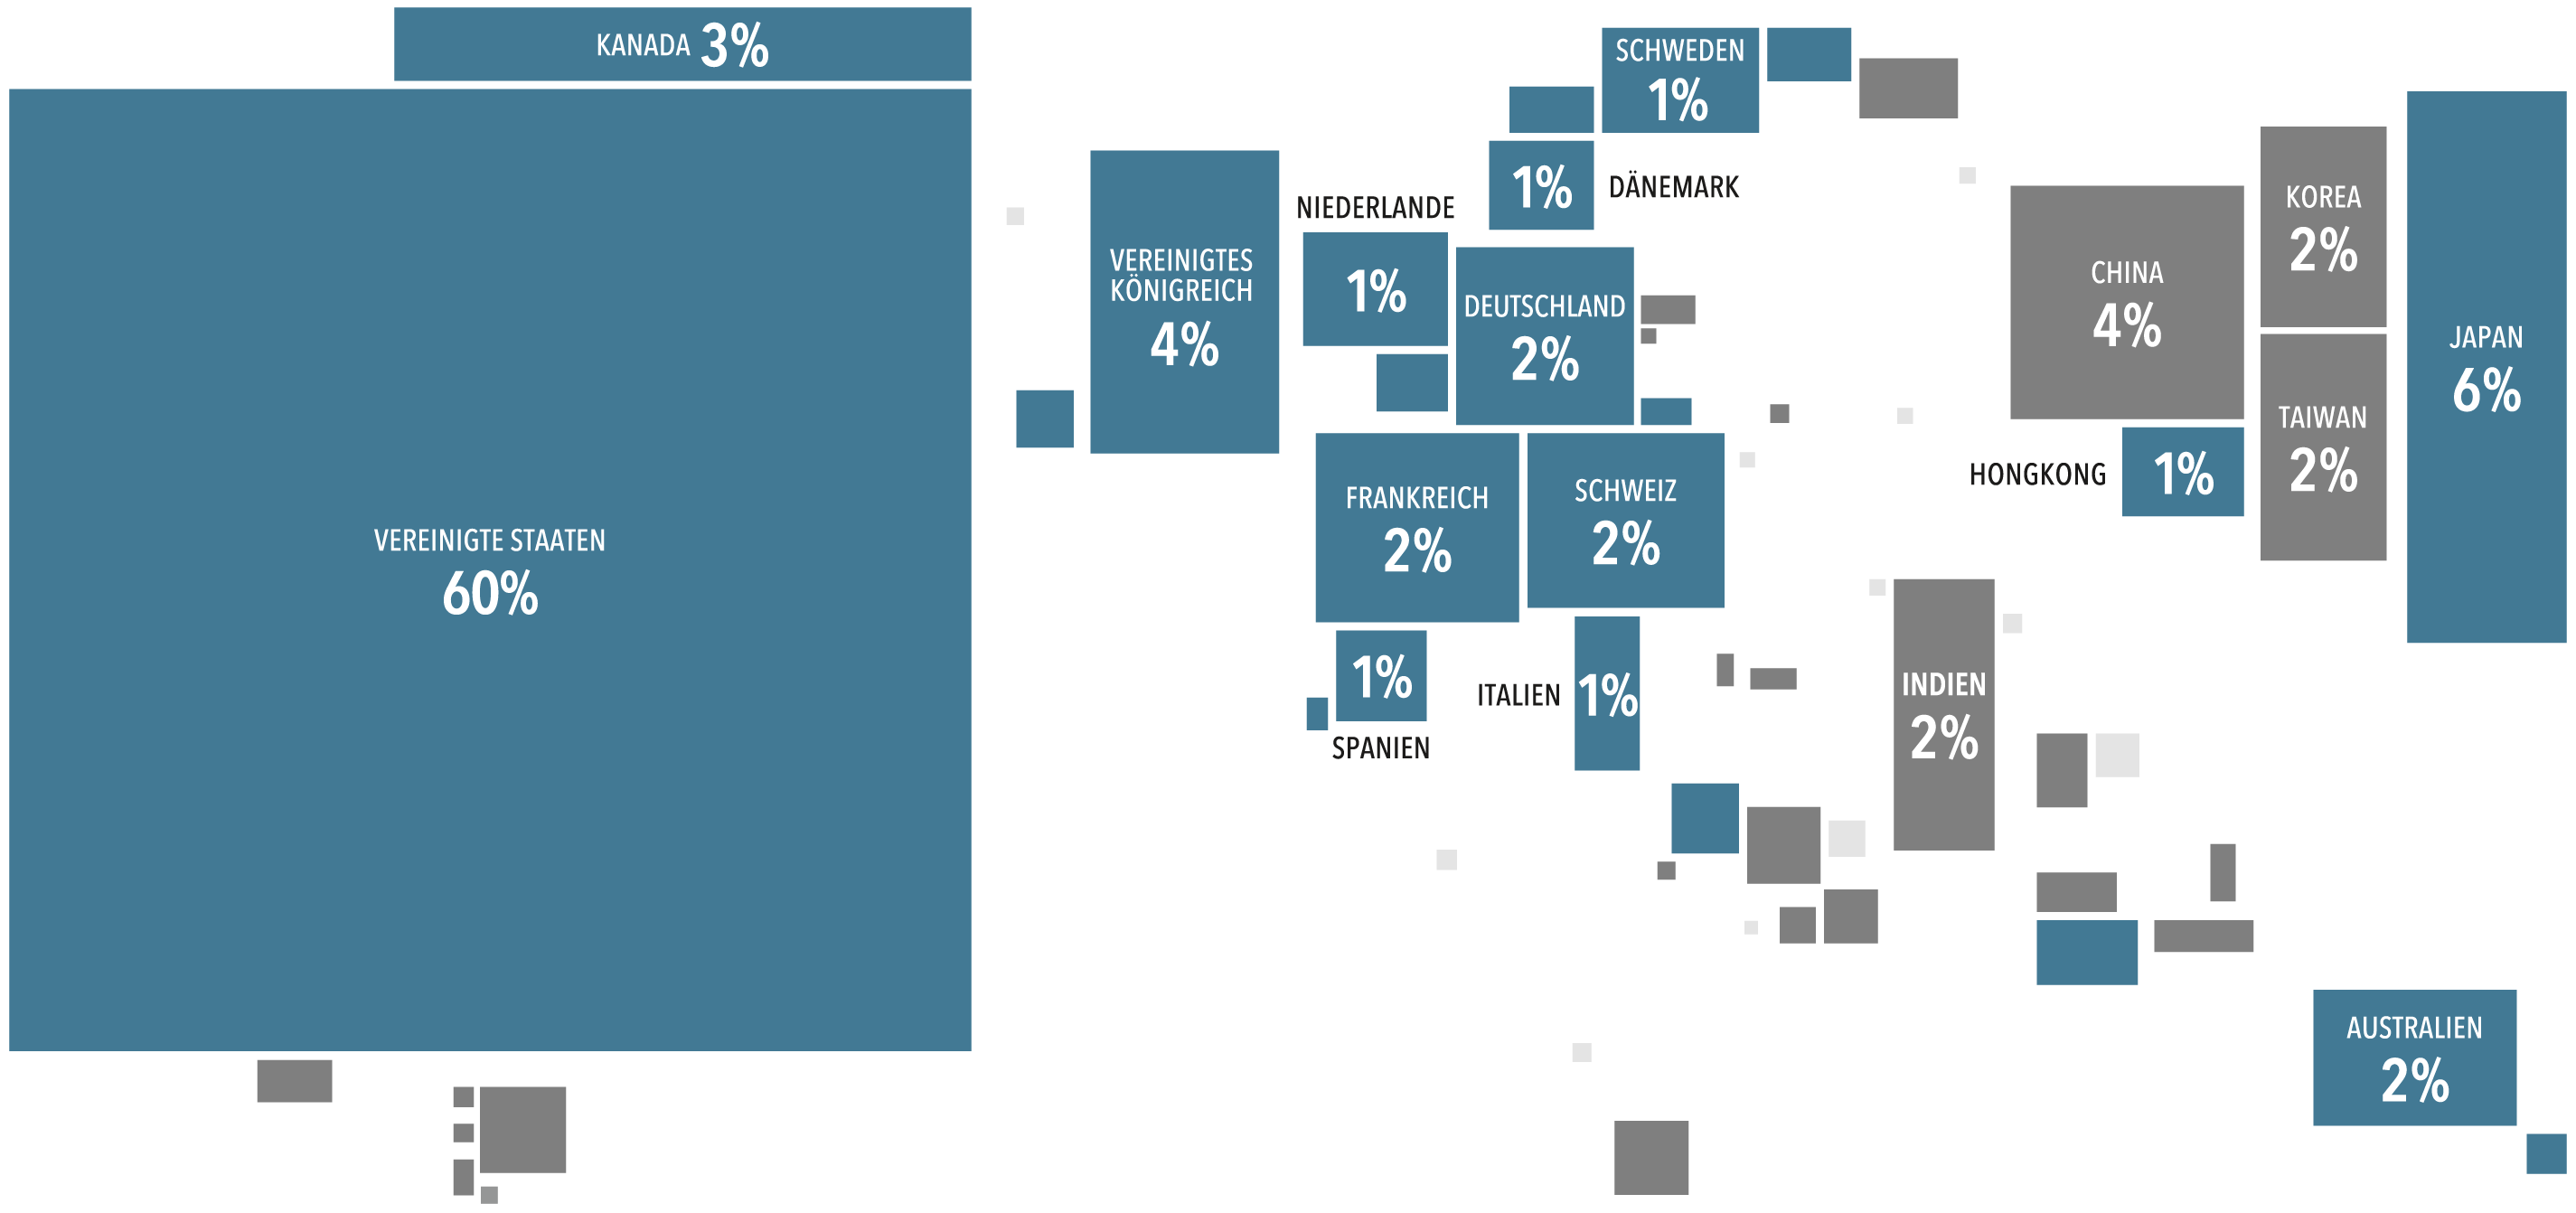 KANADA 3%
VEREINIGTE STAATEN
60%
VEREINIGTES
KÖNIGREICH
4%
SCHWEDEN
1%
1% DÄNEMARK
NIEDERLANDE
1%
DEUTSCHLAND
2%
FRANKREICH
2%
SCHWEIZ
2%
1%
SPANIEN
ITALIEN 1%
CHINA
4%
KOREA
2%
TAIWAN
2%
JAPAN
6%
HONGKONG 1%
INDIEN
2%
AUSTRALIEN
2%